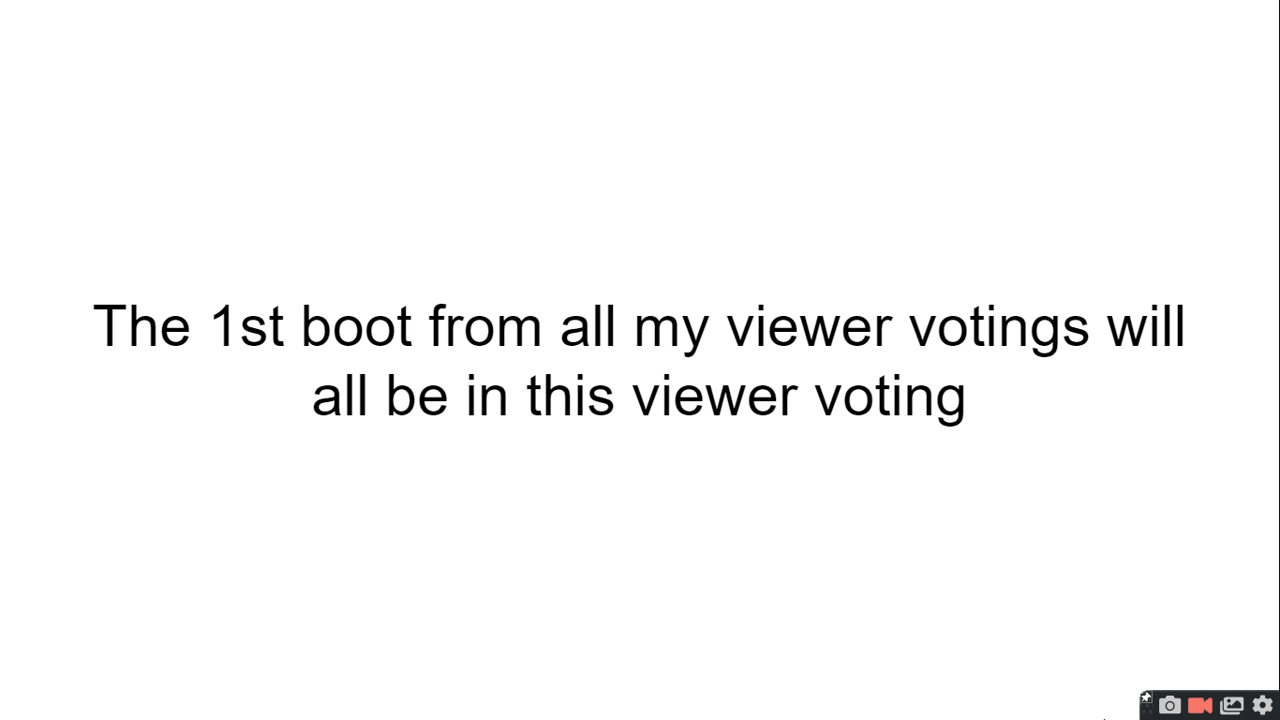 The 1st boot from all my viewer votings will
all be in this viewer voting